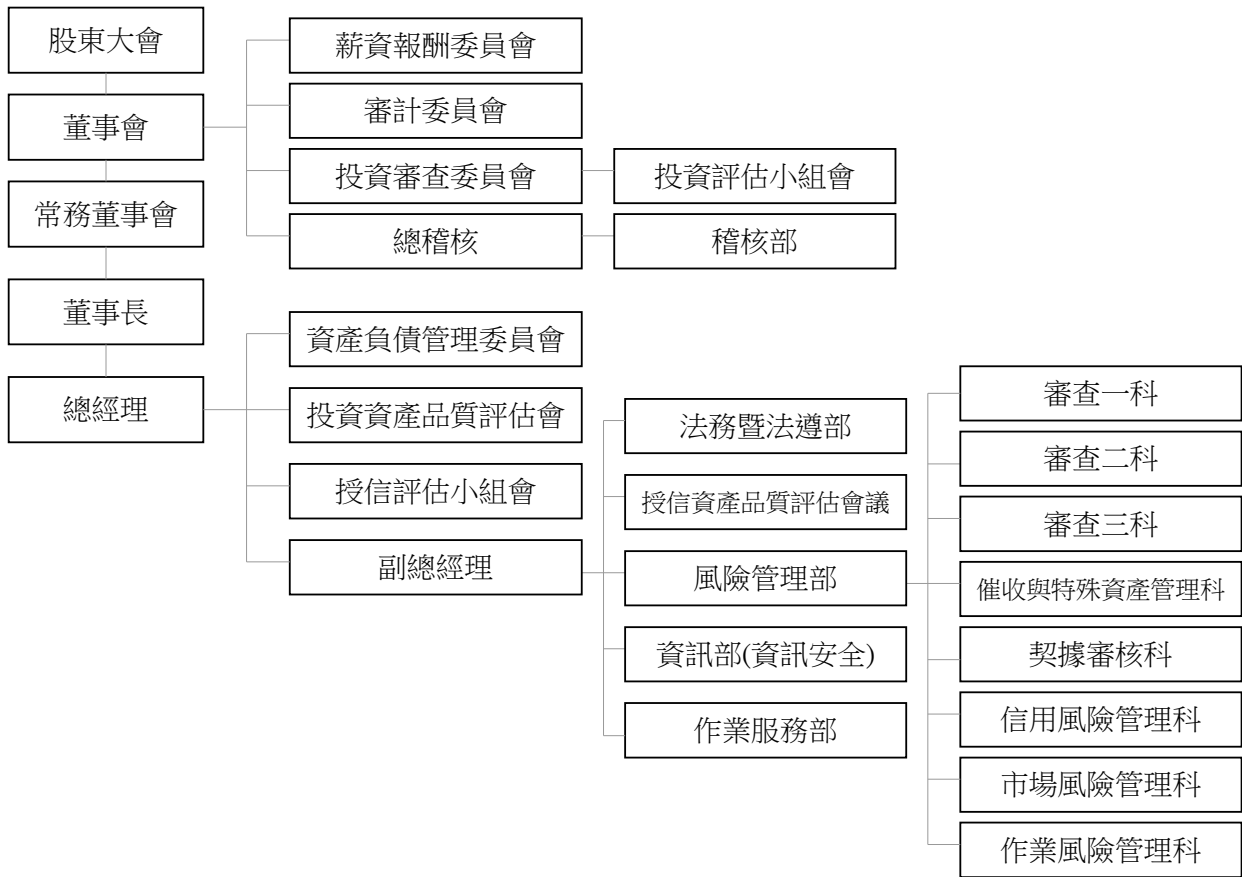 股東大會
董事會
常務董事會
董事長
總經理
薪資報酬委員會
審計委員會
投資審查委員會
總稽核
投資評估小組會
稽核部
資產負債管理委員會
投資資產品質評估會
授信評估小組會
副總經理
法務暨法遵部
授信資產品質評估會議
風險管理部
資訊部(資訊安全)
作業服務部
審查一科
審查二科
審查三科
催收與特殊資產管理科
契據審核科
信用風險管理科
市場風險管理科
作業風險管理科